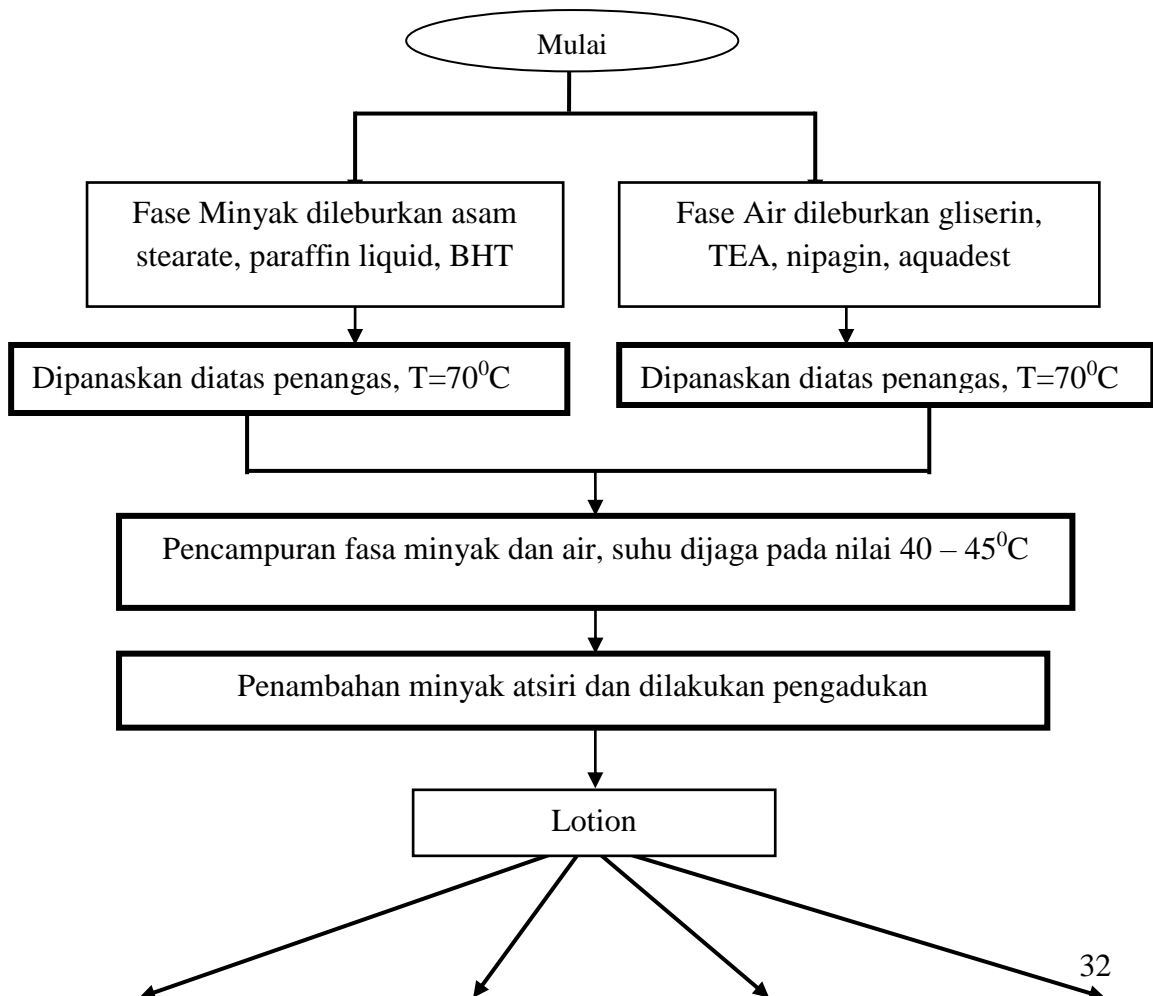 Mulai
Fase Minyak dileburkan asam
stearate, paraffin liquid, BHT
Fase Air dileburkan gliserin,
TEA, nipagin, aquadest
Dipanaskan diatas penangas, T=70⁰C
Dipanaskan diatas penangas, T=70⁰C
Pencampuran fasa minyak dan air, suhu dijaga pada nilai 40 – 45⁰C
Penambahan minyak atsiri dan dilakukan pengadukan
Lotion
32